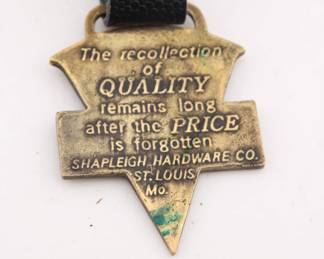 The recollection
of
QUALITY
remains long
after the PRICE
is forgotten
SHAPLEIGH HARDWARE CO.
ST. LOUIS
Mo.